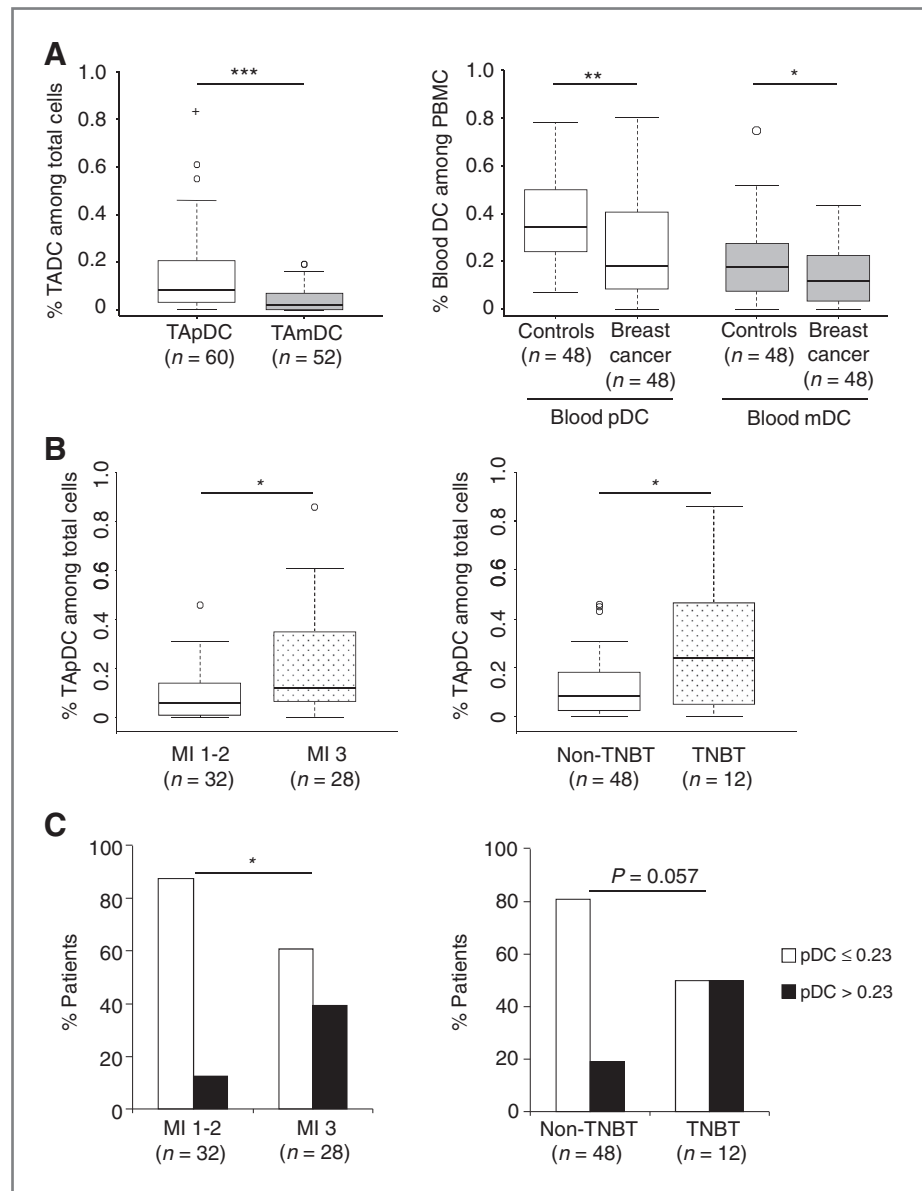 A
% TADC among total cells
1.0
0.8
0.6
0.4
0.2
0
***
+
TApDC
(n = 60)
TAmDC
(n = 52)
% Blood DC among PBMC
1.0
0.8
0.6
0.4
0.2
0
**
*
Controls
(n = 48)
Breast
cancer
(n = 48)
Controls
(n = 48)
Breast
cancer
(n = 48)
Blood pDC
Blood mDC
B
% TApDC among total cells
1.0
0.8
0.6
0.4
0.2
0
*
MI 1-2
(n = 32)
MI 3
(n = 28)
% TApDC among total cells
1.0
0.8
0.6
0.4
0.2
0
*
Non-TNBT
(n = 48)
TNBT
(n = 12)
C
% Patients
100
80
60
40
20
0
*
MI 1-2
(n = 32)
MI 3
(n = 28)
% Patients
100
80
60
40
20
0
P = 0.057
Non-TNBT
(n = 48)
TNBT
(n = 12)
pDC ≤ 0.23
pDC > 0.23